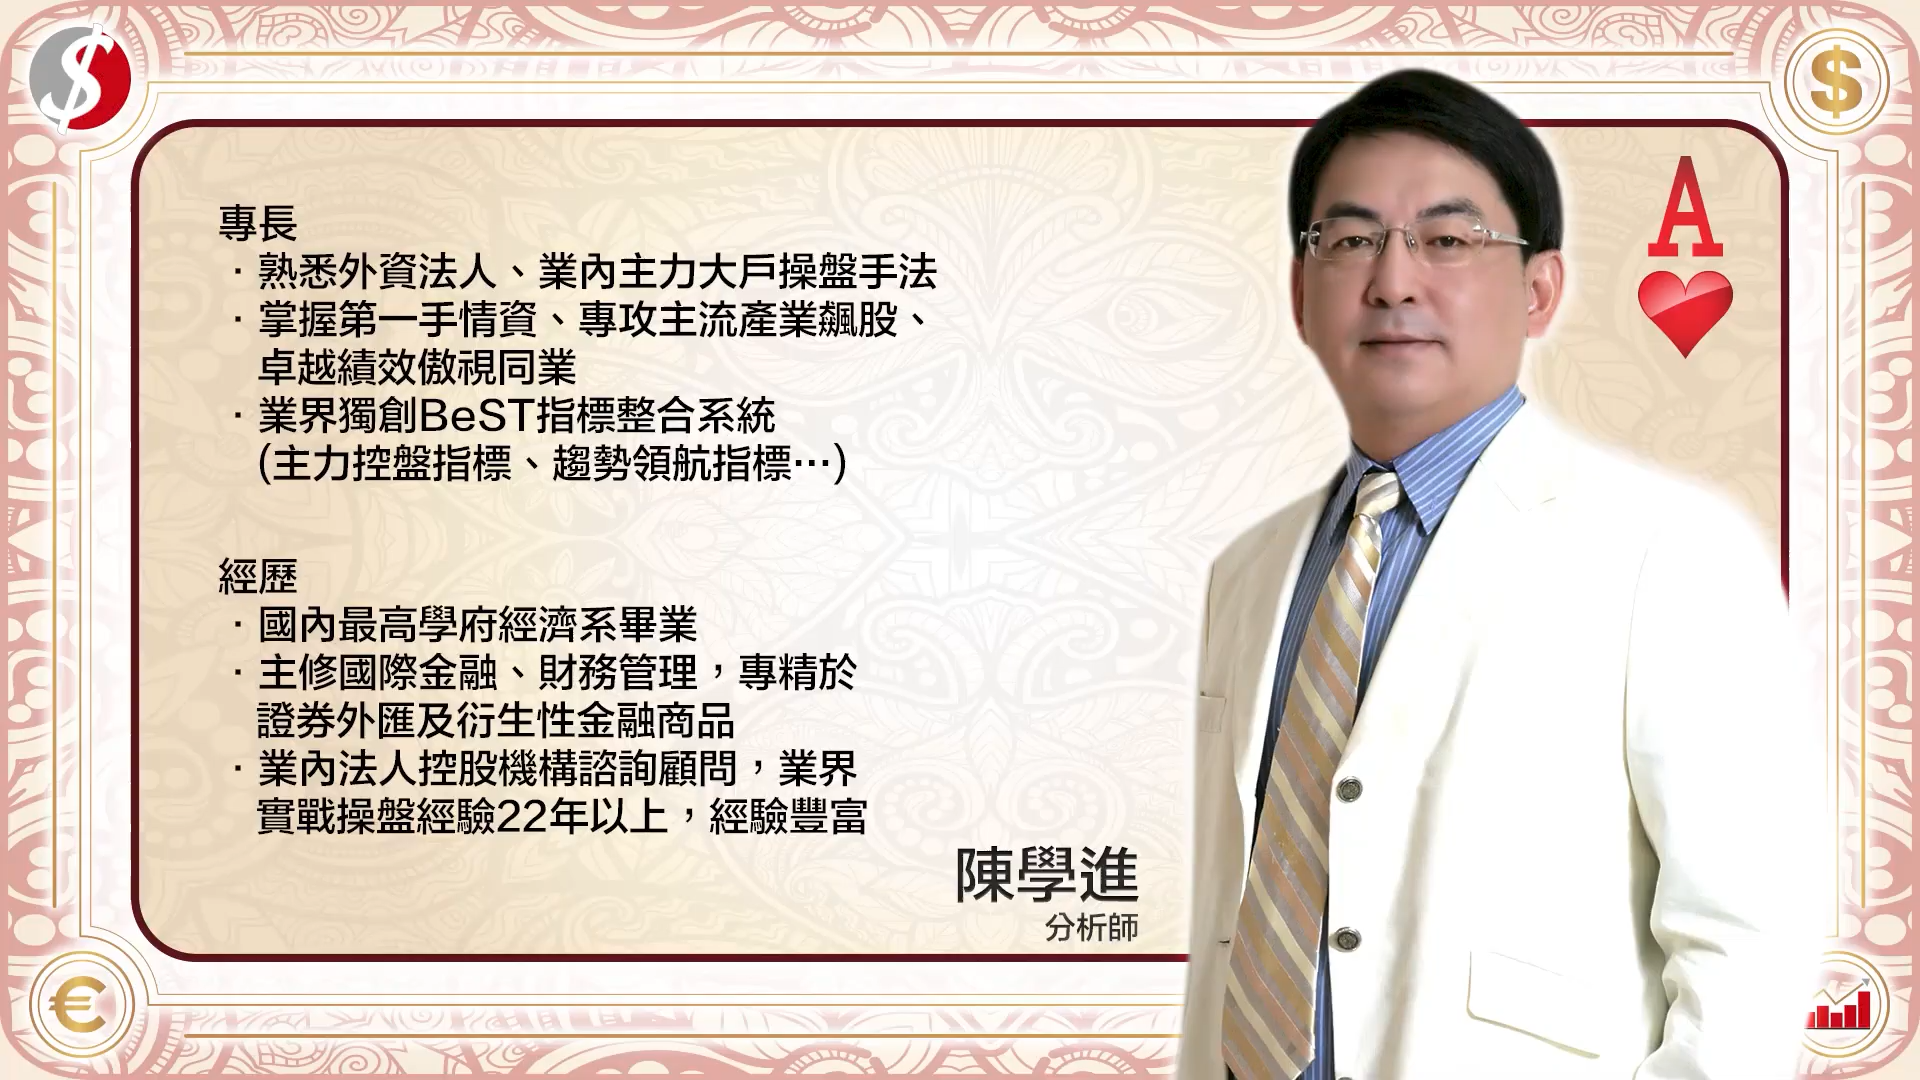 專長
·熟悉外資法人、業內主力大戶操盤手法
·掌握第一手情資、專攻主流產業飆股、
卓越績效傲視同業
·業界獨創BeST指標整合系統
(主力控盤指標、趨勢領航指標…)
經歷
·國內最高學府經濟系畢業
·主修國際金融、財務管理，專精於
證券外匯及衍生性金融商品
·業內法人控股機構諮詢顧問，業界
實戰操盤經驗22年以上，經驗豐富
陳學進
分析師
A
$
$
€